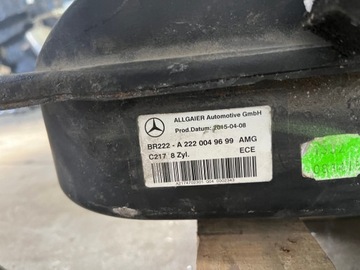 ALLGAIER Automotive GmbH
Prod.Datum: 2015-04-08
BR222 - A 222 004 96 99 AMG
C217 8 Zyl. ECE